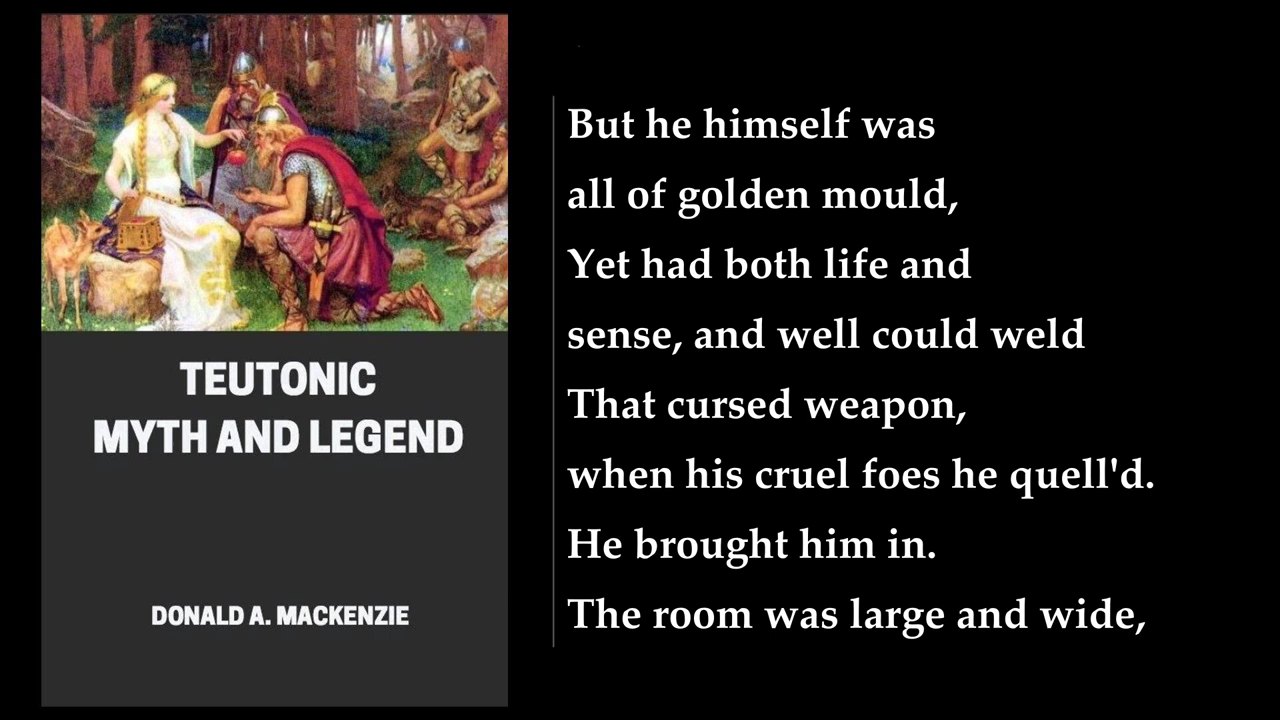 TEUTONIC
MYTH AND LEGEND
DONALD A. MACKENZIE
But he himself was
all of golden mould,
Yet had both life and
sense, and well could weld
That cursed weapon,
when his cruel foes he quell'd.
He brought him in.
The room was large and wide,